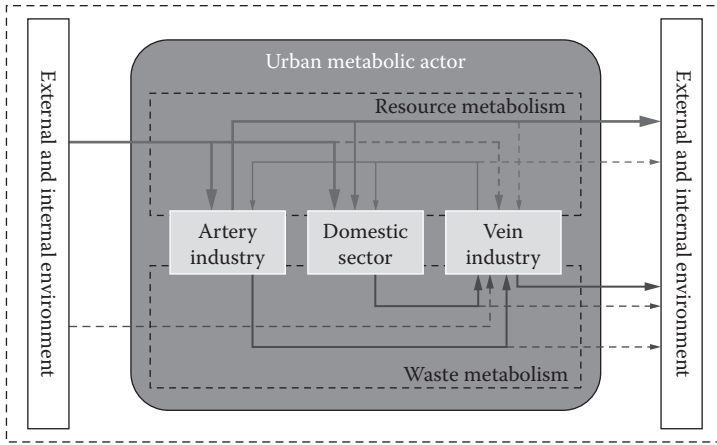 External and internal environment
Urban metabolic actor
Resource metabolism
Artery
industry
Domestic
sector
Vein
industry
Waste metabolism
External and internal environment